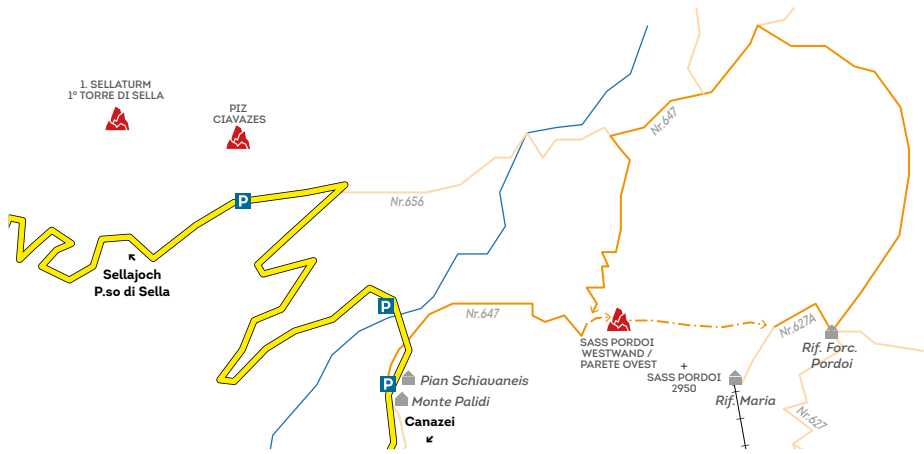 1. SELLATURM
1° TORRE DI SELLA
PIZ
CIAVAZES
Nr.647
P
Nr.656
Sellajoch
P.so di Sella
P
Nr.647
Nr.627A
SASS PORDOI
WESTWAND /
PARETE OVEST
Rif. Forc.
Pordoi
+
SASS PORDOI
2950
P
Pian Schiavaneis
Monte Palidi
Rif. Maria
Canazei
Nr.627